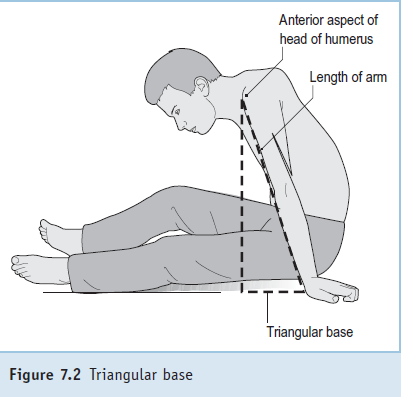 Anterior aspect of
head of humerus
Length of arm
Triangular base
Figure 7.2 Triangular base